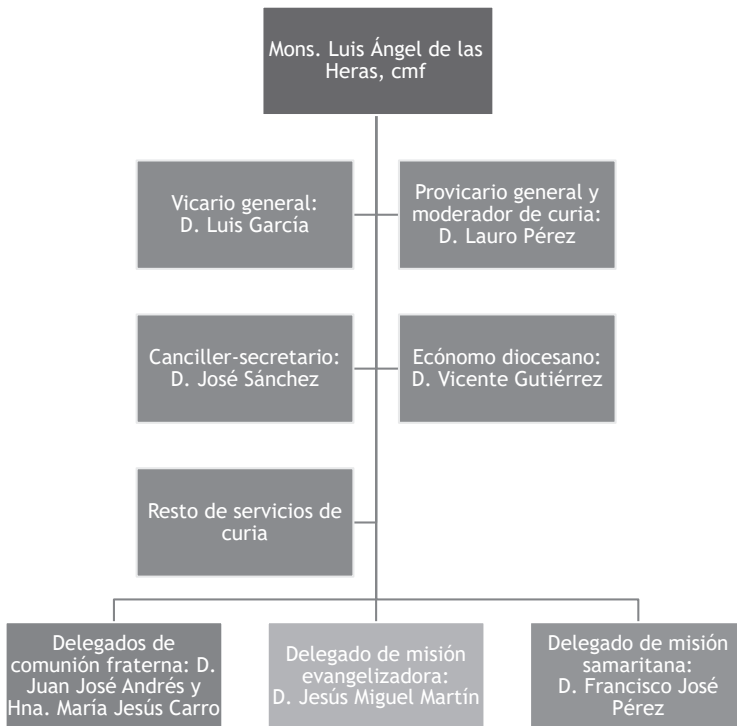 Mons. Luis Ángel de las
Heras, cmf
Vicario general:
D. Luis García
Provicario general y
moderador de curia:
D. Lauro Pérez
Canciller-secretario:
D. José Sánchez
Ecónomo diocesano:
D. Vicente Gutiérrez
Resto de servicios de
curia
Delegados de
comunión fraterna: D.
Juan José Andrés y
Hna. María Jesús Carro
Delegado de misión
evangelizadora:
D. Jesús Miguel Martín
Delegado de misión
samaritana:
D. Francisco José
Pérez